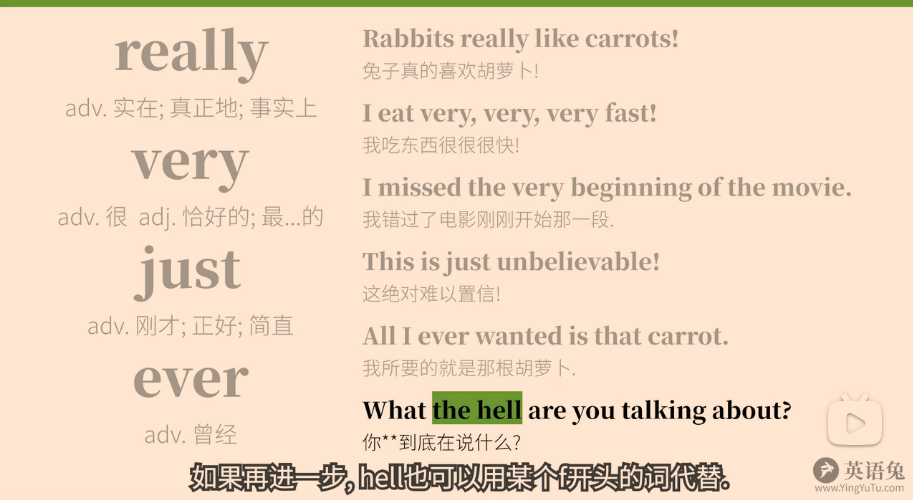 really
adv. 实在; 真正地; 事实上
very
adv. 很 adj. 恰好的; 最...的
just
adv. 刚才; 正好; 简直
ever
adv. 曾经
Rabbits really like carrots!
兔子真的喜欢胡萝卜!
I eat very, very, very fast!
我吃东西很很很快!
I missed the very beginning of the movie.
我错过了电影刚刚开始那一段.
This is just unbelievable!
这绝对难以置信!
All I ever wanted is that carrot.
我所要的就是那根胡萝卜.
What the hell are you talking about?
你**到底在说什么?
如果再进一步, hell也可以用某个f开头的词代替.
英语兔
www.YingYuTu.com